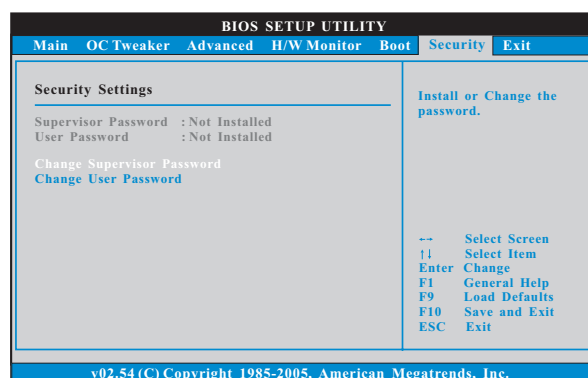 BIOS SETUP UTILITY
Main OC Tweaker Advanced H/W Monitor Boot Security Exit
Security Settings
Supervisor Password : Not Installed
User Password : Not Installed
Change Supervisor Password
Change User Password
Install or Change the
password.
←→ Select Screen
↑↓ Select Item
Enter Change
F1 General Help
F9 Load Defaults
F10 Save and Exit
ESC Exit
v02.54 (C) Copyright 1985-2005, American Megatrends, Inc.